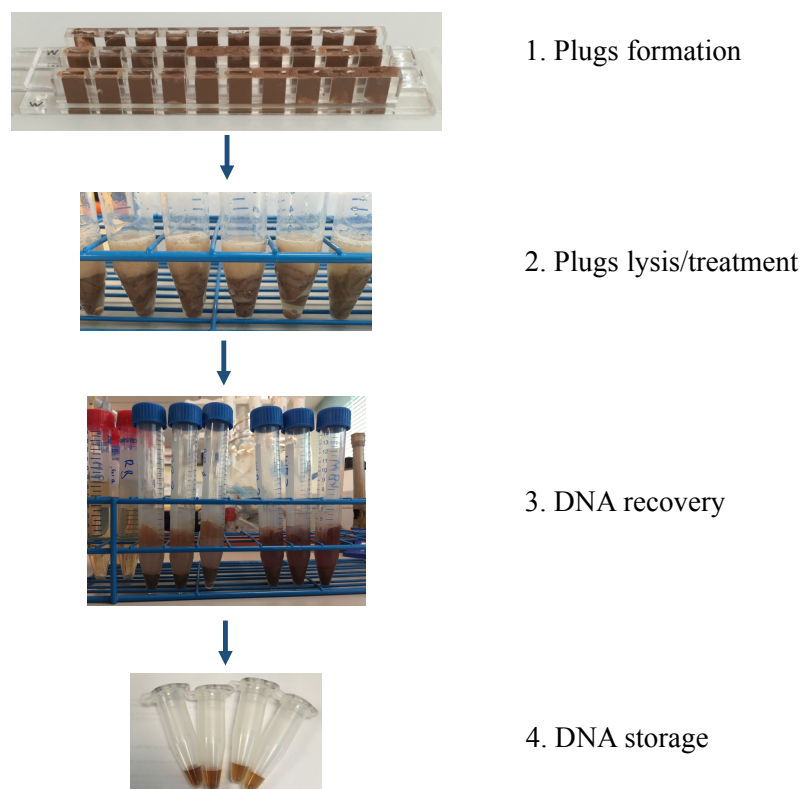 1. Plugs formation
2. Plugs lysis/treatment
3. DNA recovery
4. DNA storage